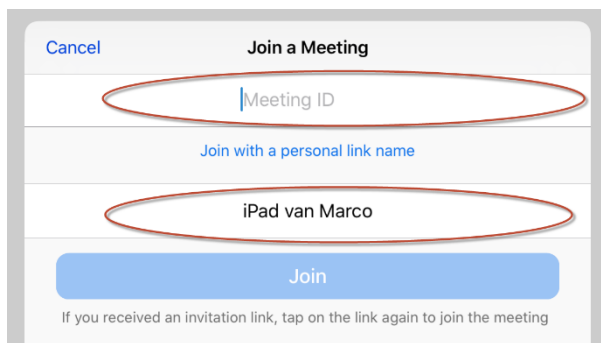 Cancel Join a Meeting
Meeting ID
Join with a personal link name
iPad van Marco
Join
If you received an invitation link, tap on the link again to join the meeting